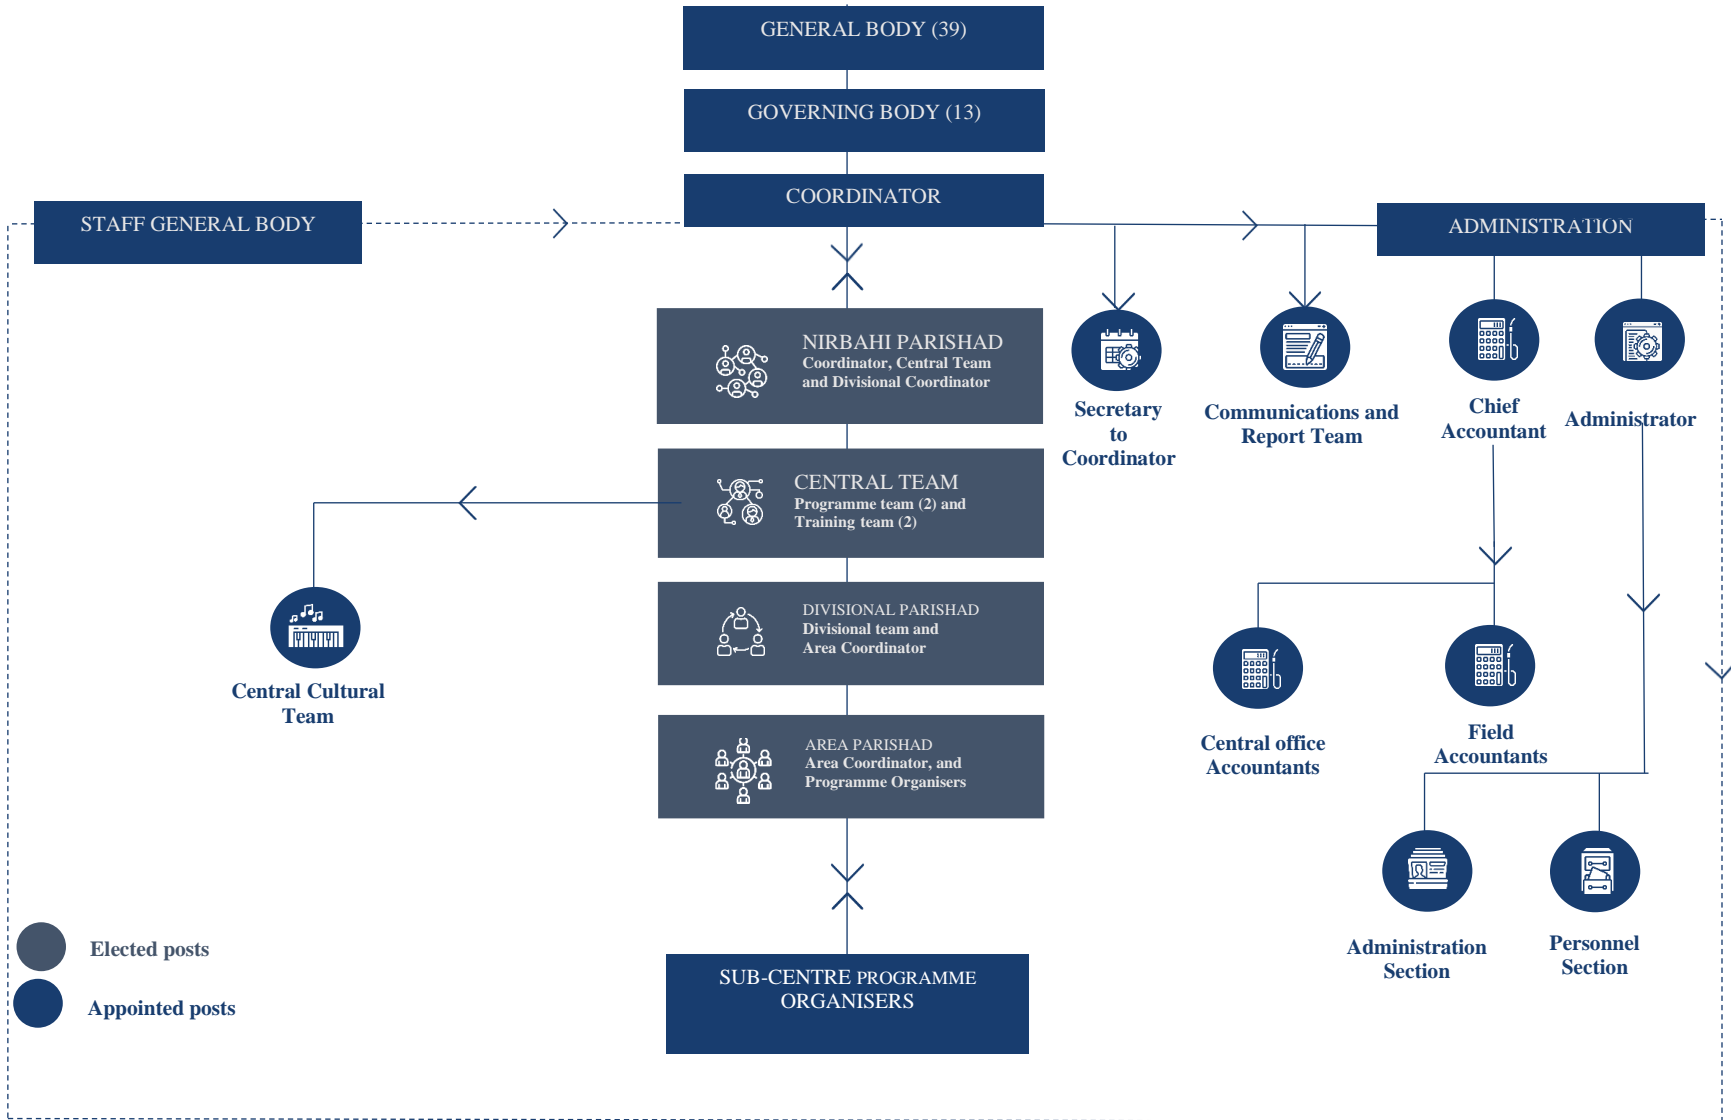 GENERAL BODY (39)
GOVERNING BODY (13)
COORDINATOR
STAFF GENERAL BODY
ADMINISTRATION
NIRBAHI PARISHAD
Coordinator, Central Team
and Divisional Coordinator
Secretary
to
Coordinator
Communications and
Report Team
Chief
Accountant
Administrator
CENTRAL TEAM
Programme team (2) and
Training team (2)
DIVISIONAL PARISHAD
Divisional team and
Area Coordinator
Central Cultural
Team
AREA PARISHAD
Area Coordinator, and
Programme Organisers
Central office
Accountants
Field
Accountants
Administration
Section
Personnel
Section
Elected posts
Appointed posts
SUB-CENTRE PROGRAMME
ORGANISERS